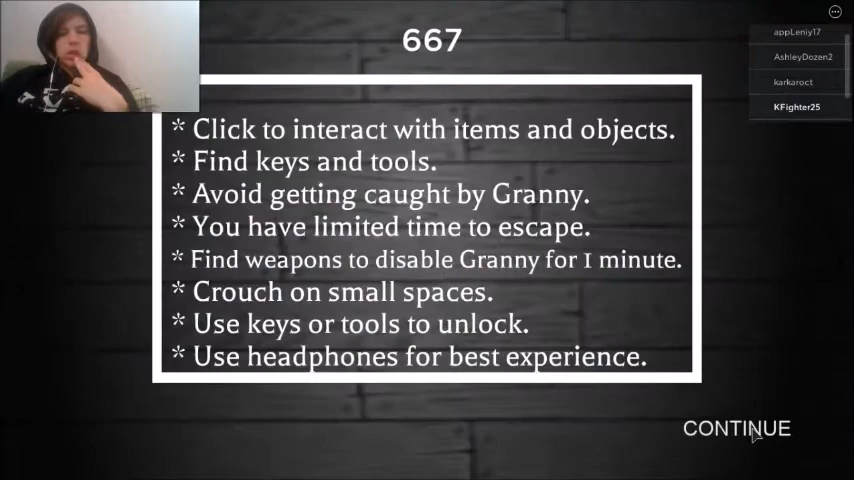 667
appLeniy17
AshleyDozen2
karkaroct
KFighter25
* Click to interact with items and objects.
* Find keys and tools.
* Avoid getting caught by Granny.
* You have limited time to escape.
* Find weapons to disable Granny for 1 minute.
* Crouch on small spaces.
* Use keys or tools to unlock.
* Use headphones for best experience.
CONTINUE